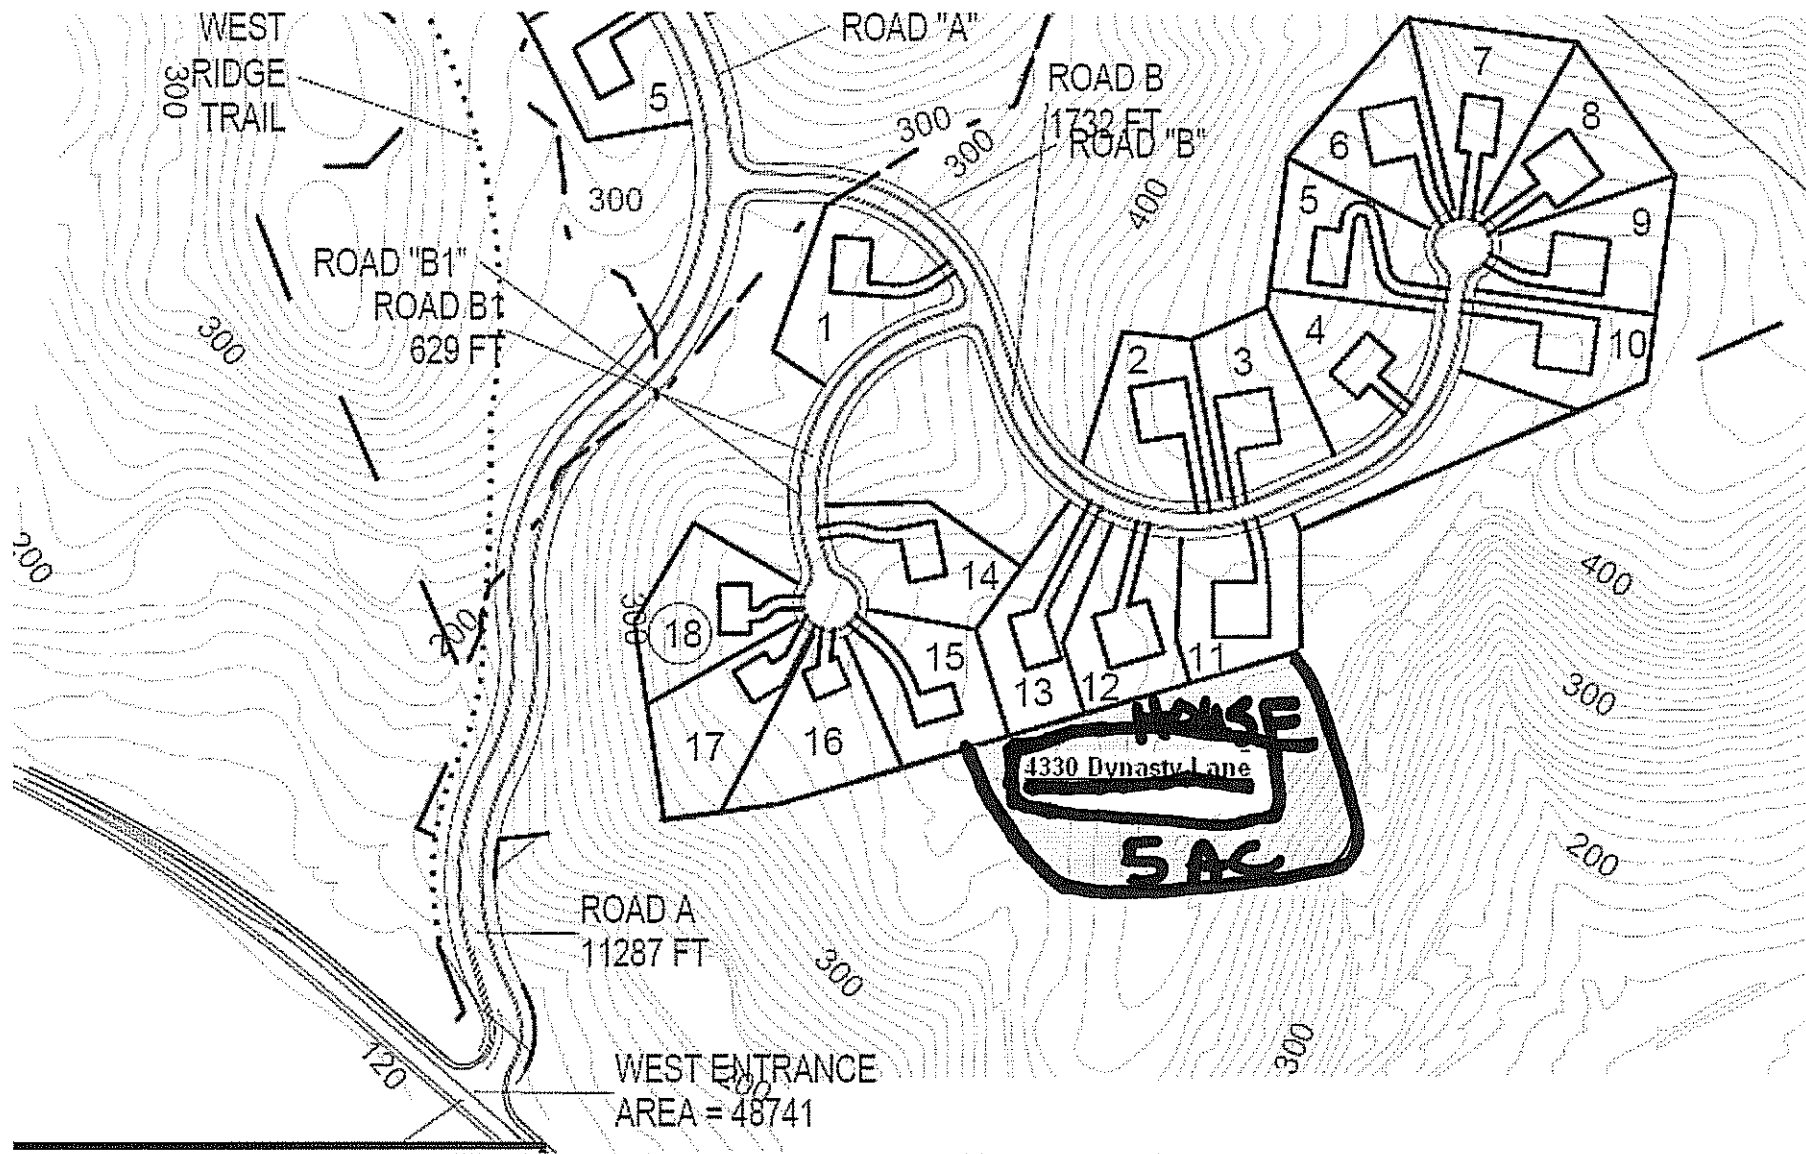 WEST
RIDGE
TRAIL
300
5
ROAD "A"
ROAD B
1732 FT
ROAD "B"
300
300
300
400
7
6
8
5
9
4
10
ROAD "B1"
ROAD B1
629 FT
300
1
2
3
200
200
300
18
14
15
13
12
11
17
16
400
300
200
HOUSE
4330 Dynasty Lane
5 AC
ROAD A
11287 FT
300
300
120
WEST ENTRANCE
AREA = 48741